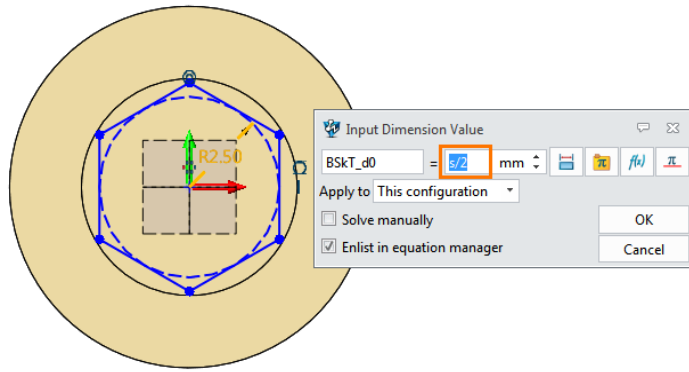 R2.50
Input Dimension Value
BSkT_d0 = s/2 mm π f(x) π
Apply to This configuration
Solve manually OK
Enlist in equation manager Cancel